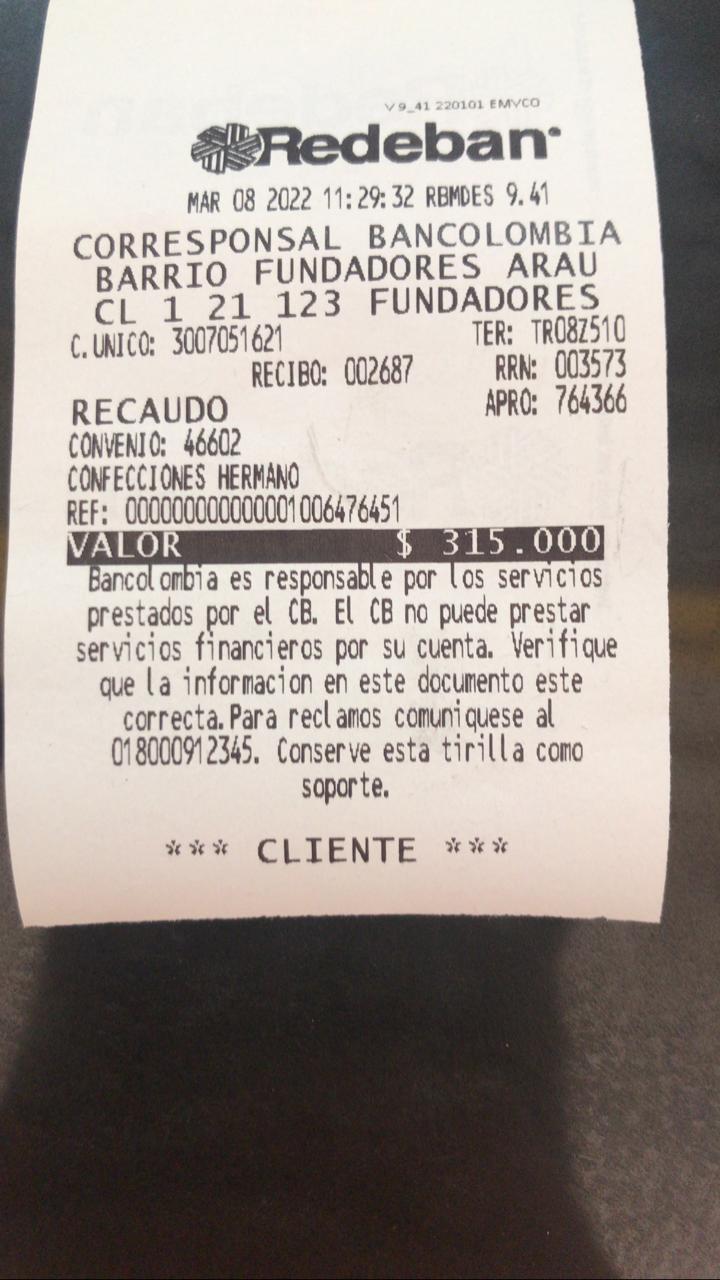 V 9_41 220101 EMVCO
Redeban
MAR 08 2022 11:29:32 RBMDES 9.41
CORRESPONSAL BANCOLOMBIA
BARRIO FUNDADORES ARAU
CL 1 21 123 FUNDADORES
C.UNICO: 3007051621 TER: TR08Z510
RECIBO: 002687 RRN: 003573
RECAUDO APRO: 764366
CONVENIO: 46602
CONFECCIONES HERMANO
REF: 00000000000001006476451
VALOR $ 315.000
Bancolombia es responsable por los servicios
prestados por el CB. El CB no puede prestar
servicios financieros por su cuenta. Verifique
que la informacion en este documento este
correcta.Para reclamos comuniquese al
018000912345. Conserve esta tirilla como
soporte.
*** CLIENTE ***